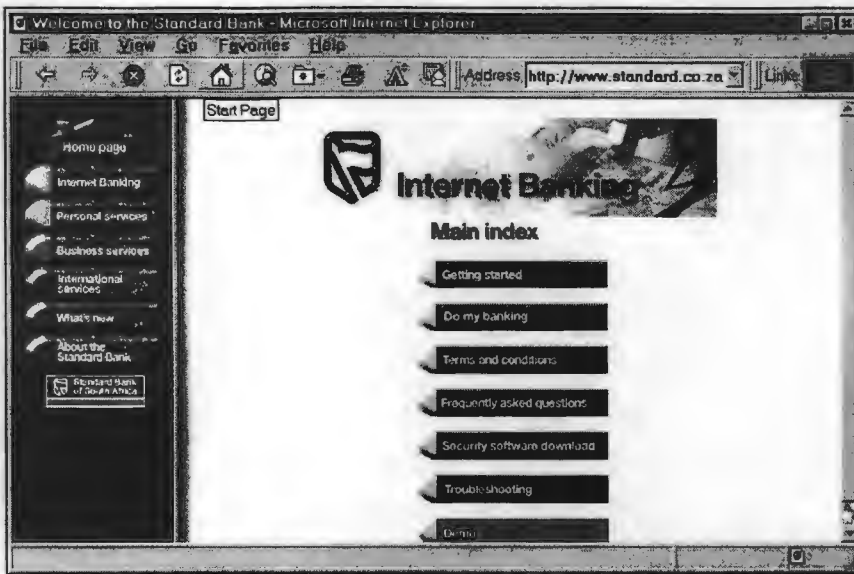 Welcome to the Standard Bank - Microsoft Internet Explorer
File Edit View Go Favorites Help
Address http://www.standard.co.za Links
Start Page
Home page
Internet Banking
Personal services
Business services
International
services
What's new
About the
Standard Bank
Standard Bank
of South Africa
Internet Banking
Main index
Getting started
Do my banking
Terms and conditions
Frequently asked questions
Security software download
Troubleshooting
Demo